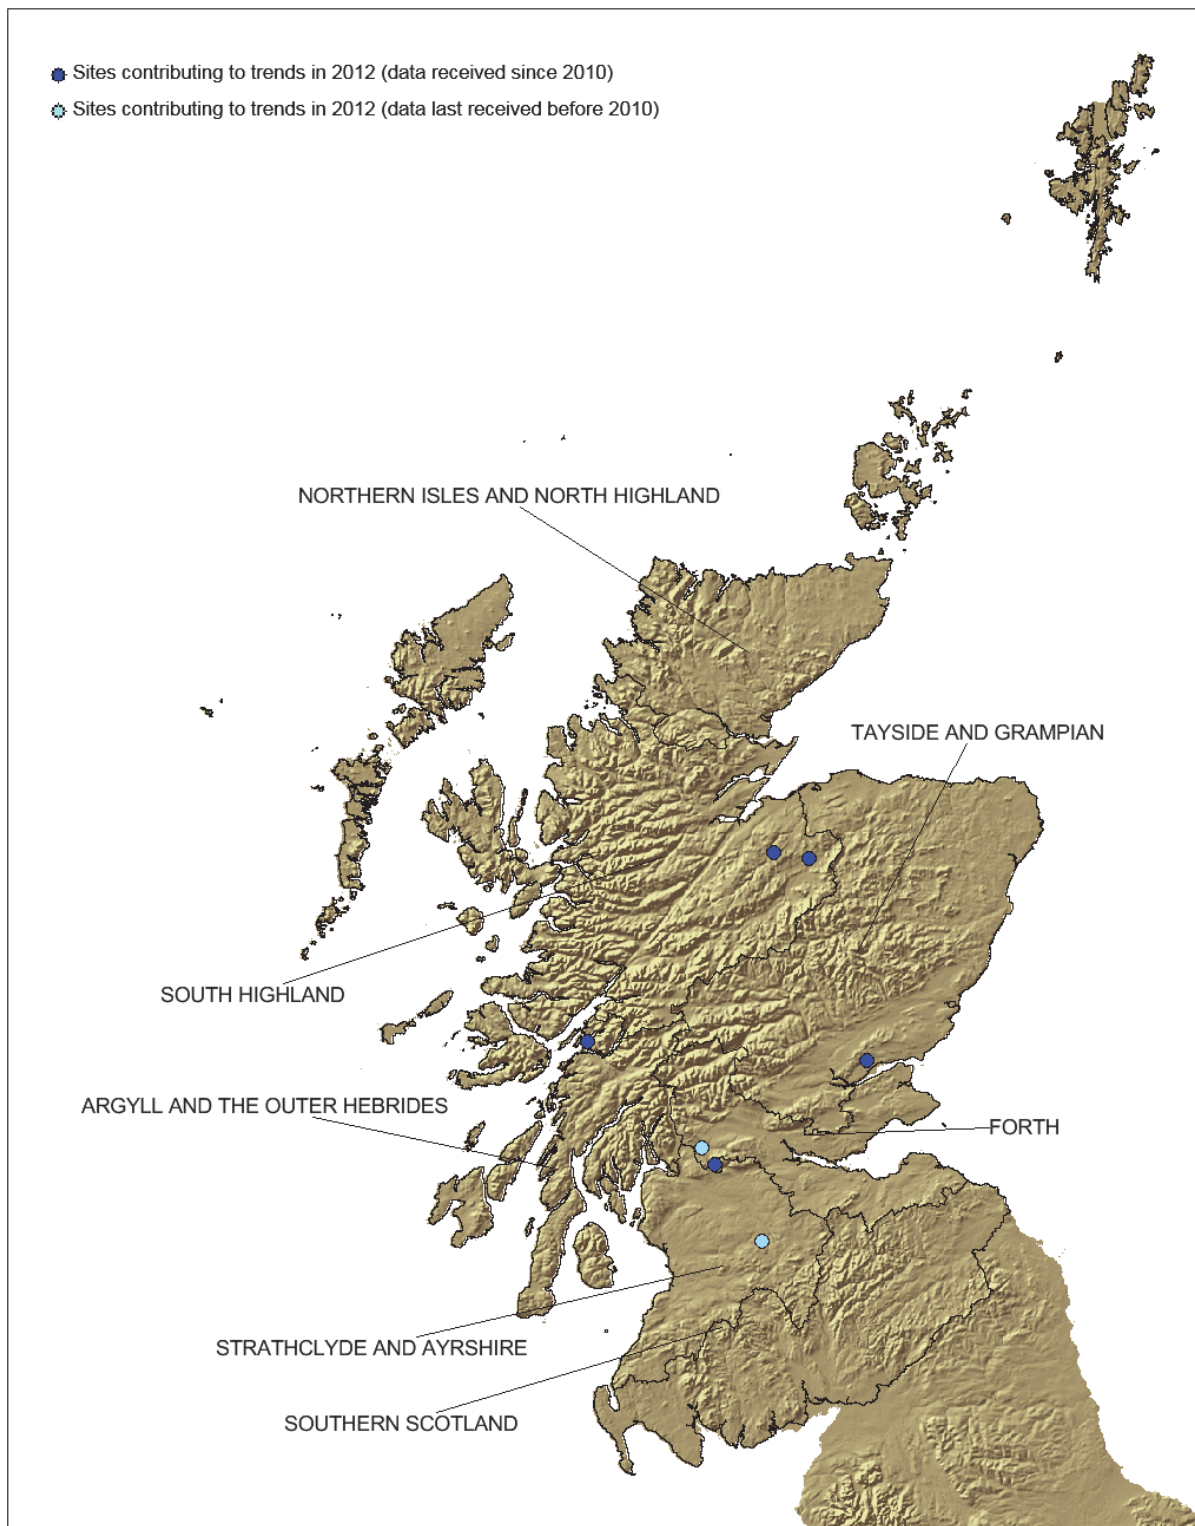 Sites contributing to trends in 2012 (data received since 2010)
Sites contributing to trends in 2012 (data last received before 2010)
NORTHERN ISLES AND NORTH HIGHLAND
TAYSIDE AND GRAMPIAN
SOUTH HIGHLAND
ARGYLL AND THE OUTER HEBRIDES
FORTH
STRATHCLYDE AND AYRSHIRE
SOUTHERN SCOTLAND